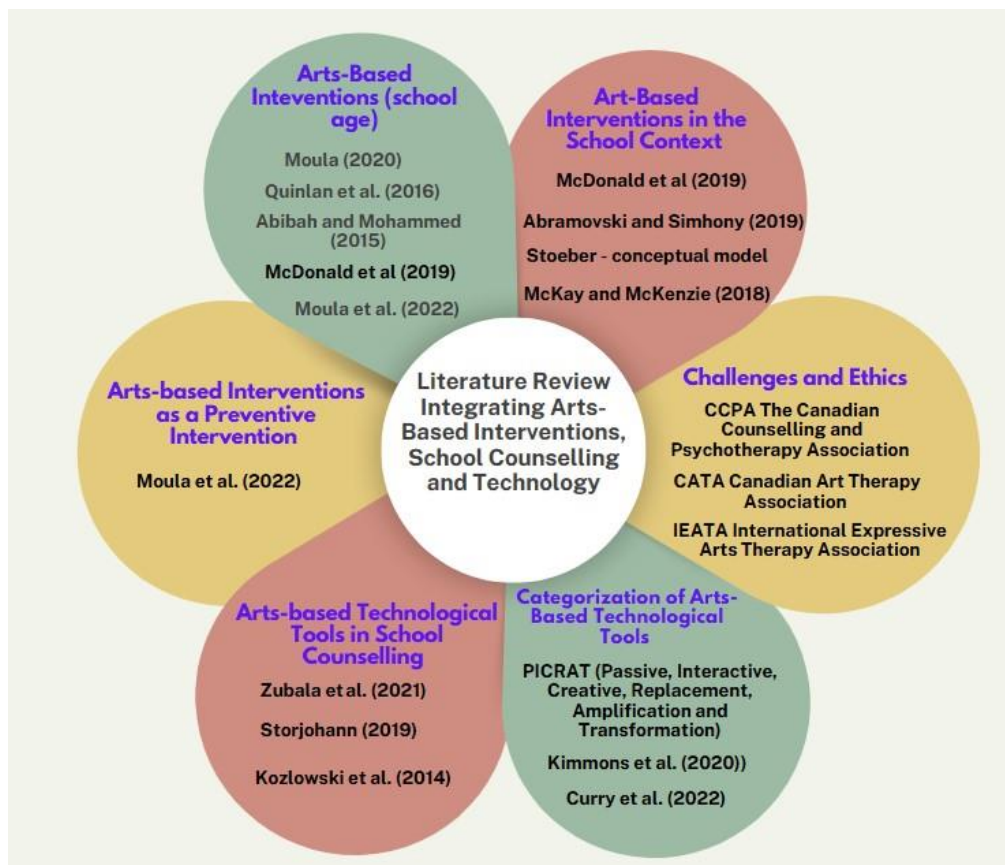 Arts-Based
Inteventions (school
age)
Moula (2020)
Quinlan et al. (2016)
Abibah and Mohammed
(2015)
McDonald et al (2019)
Moula et al. (2022)
Art-Based
Interventions in the
School Context
McDonald et al (2019)
Abramovski and Simhony (2019)
Stoeber - conceptual model
McKay and McKenzie (2018)
Arts-based Interventions
as a Preventive
Intervention
Moula et al. (2022)
Literature Review
Integrating Arts-
Based Interventions,
School Counselling
and Technology
Challenges and Ethics
CCPA The Canadian
Counselling and
Psychotherapy Association
CATA Canadian Art Therapy
Association
IEATA International Expressive
Arts Therapy Association
Arts-based Technological
Tools in School
Counselling
Zubala et al. (2021)
Storjohann (2019)
Kozlowski et al. (2014)
Categorization of Arts-
Based Technological
Tools
PICRAT (Passive, Interactive,
Creative, Replacement,
Amplification and
Transformation)
Kimmons et al. (2020))
Curry et al. (2022)